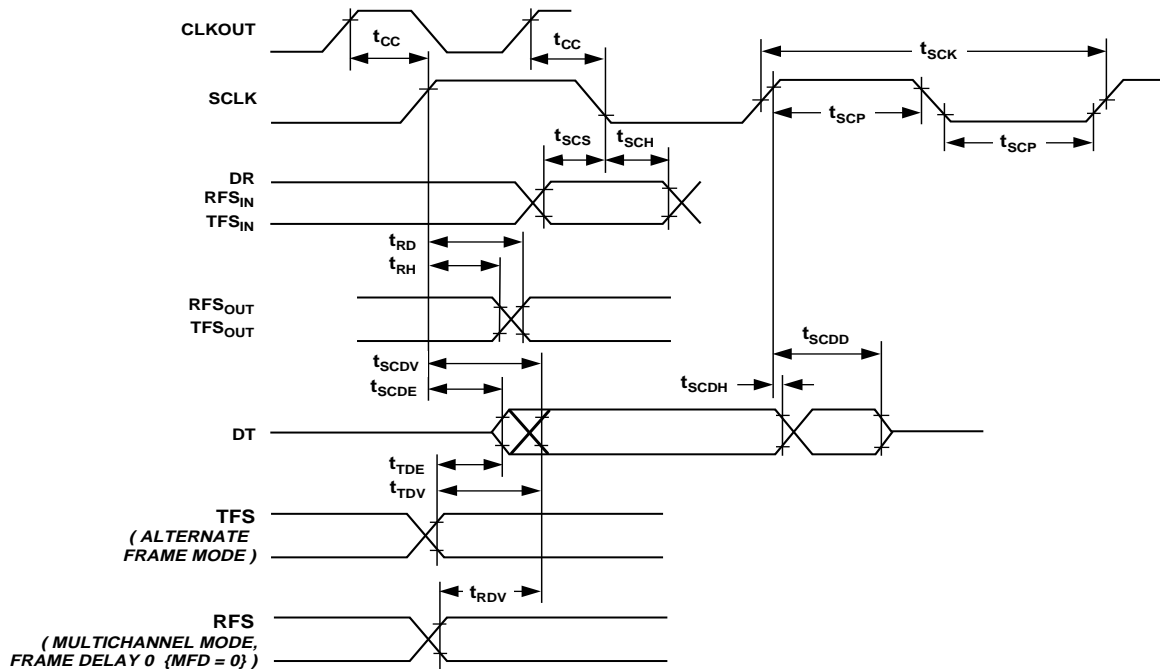 CLKOUT
tCC
tCC
tSCK
SCLK
tSCP
tSCP
tSCS
tSCH
DR
RFSIN
TFSIN
tRD
tRH
RFSOUT
TFSOUT
tSCDV
tSCDE
tSCDD
tSCDH
DT
tTDE
tTDV
TFS
( ALTERNATE
FRAME MODE )
tRDV
RFS
( MULTICHANNEL MODE,
FRAME DELAY 0 {MFD = 0} )